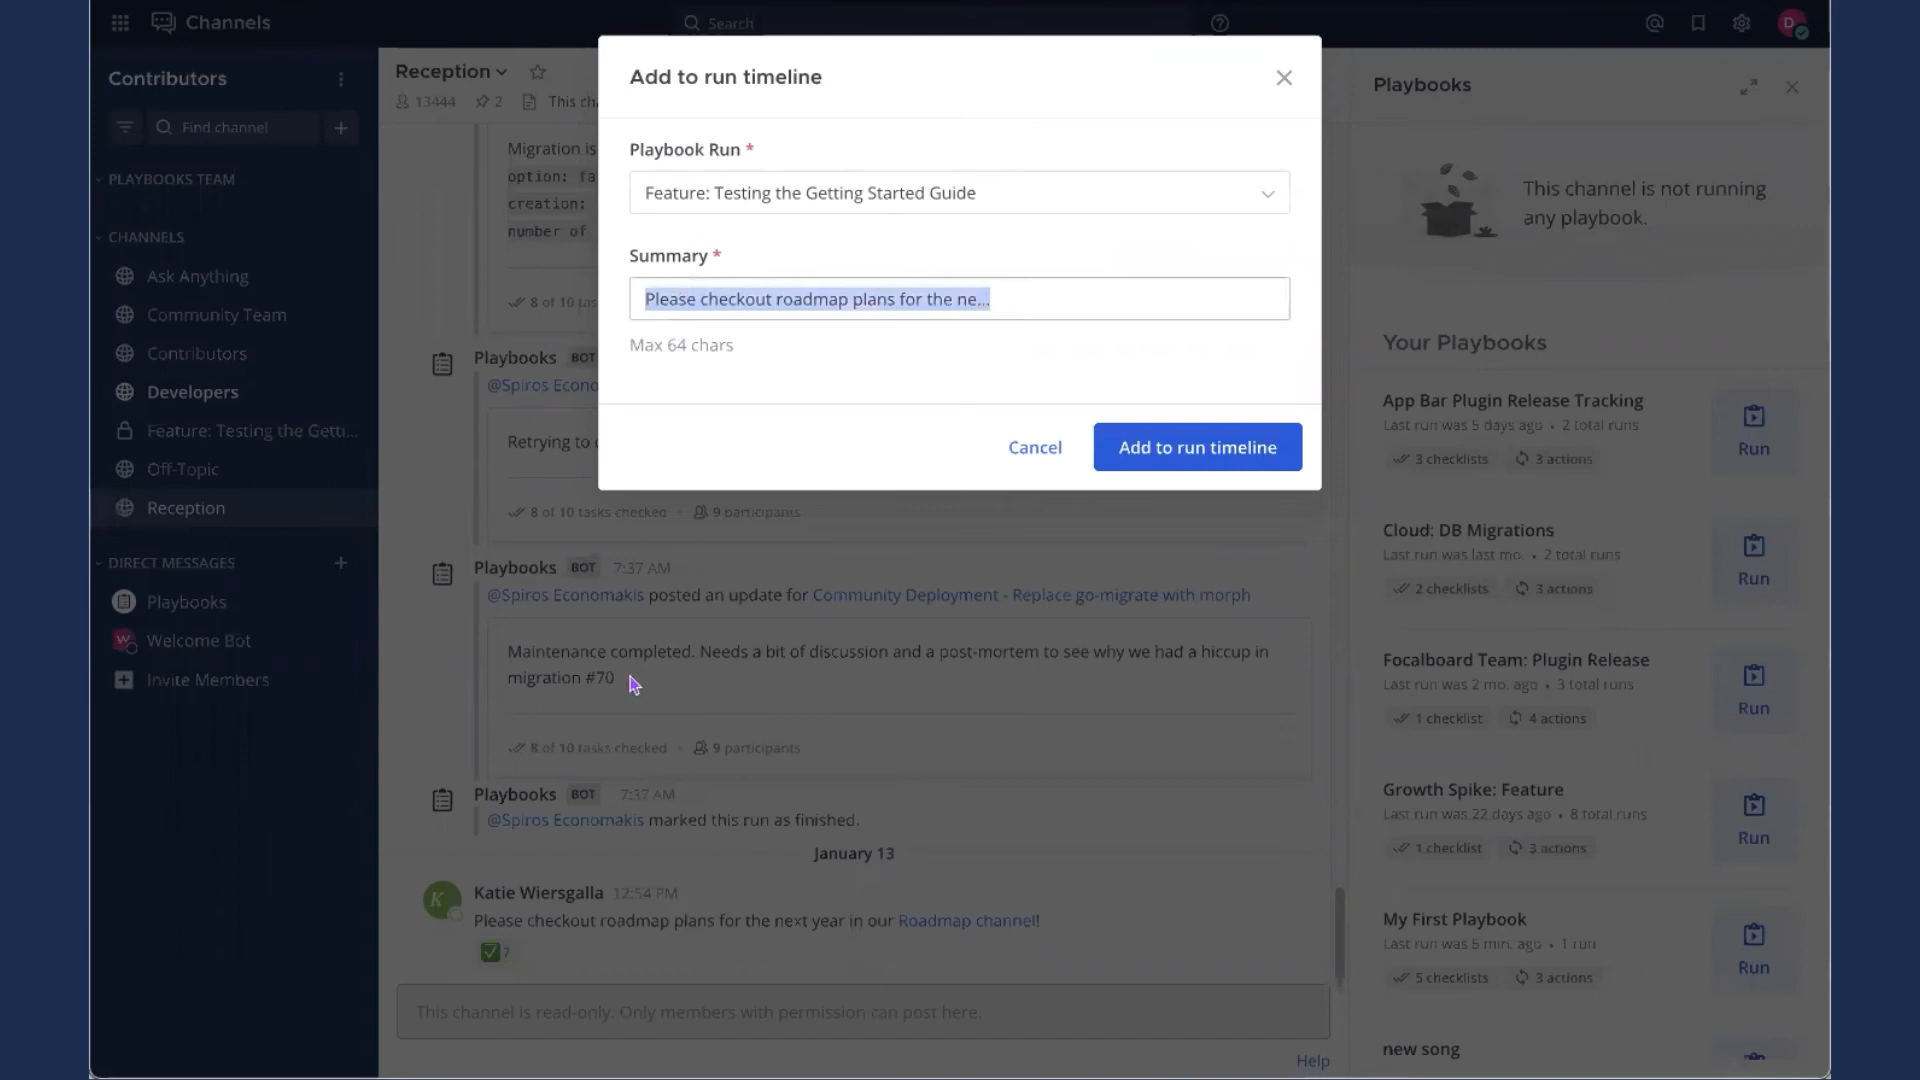 Channels
Search
D
Contributors
Find channel
PLAYBOOKS TEAM
CHANNELS
Ask Anything
Community Team
Contributors
Developers
Feature: Testing the Getti...
Off-Topic
Reception
DIRECT MESSAGES
Playbooks
Welcome Bot
Invite Members
Reception
13444 2 This
Migration is
option:
creation:
number of
8 of 10
Playbooks BOT
@Spiros
Retrying to
8 of 10 tasks checked • 9 participants
Playbooks BOT 7:37 AM
@Spiros Economakis posted an update for Community Deployment - Replace go-migrate with morph
Maintenance completed. Needs a bit of discussion and a post-mortem to see why we had a hiccup in
migration #70
8 of 10 tasks checked • 9 participants
Playbooks BOT 7:37 AM
@Spiros Economakis marked this run as finished.
January 13
K
Katie Wiersgalla 12:54 PM
Please checkout roadmap plans for the next year in our Roadmap channel!
This channel is read-only. Only members with permission can post here.
Help
Add to run timeline
Playbook Run *
Feature: Testing the Getting Started Guide
Summary *
Please checkout roadmap plans for the ne...
Max 64 chars
Cancel
Add to run timeline
Playbooks
This channel is not running
any playbook.
Your Playbooks
App Bar Plugin Release Tracking
Last run was 5 days ago • 2 total runs
3 checklists 3 actions
Run
Cloud: DB Migrations
Last run was last mo. • 2 total runs
2 checklists 3 actions
Run
Focalboard Team: Plugin Release
Last run was 2 mo. ago • 3 total runs
1 checklist 4 actions
Run
Growth Spike: Feature
Last run was 22 days ago • 8 total runs
1 checklist 3 actions
Run
My First Playbook
Last run was 5 min. ago • 1 run
5 checklists 3 actions
Run
new song